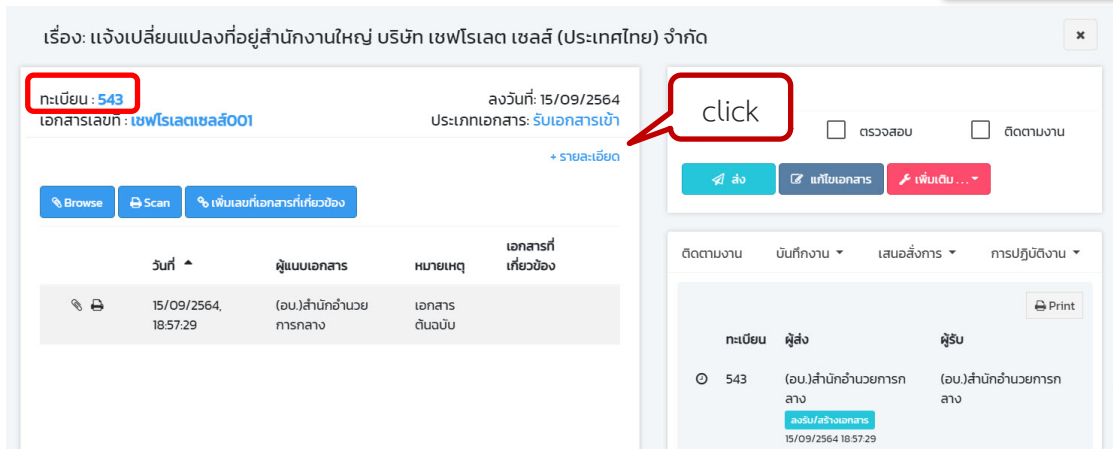 เรื่อง: แจ้งเปลี่ยนแปลงที่อยู่สำนักงานใหญ่ บริษัท เชฟโรเลต เซลส์ (ประเทศไทย) จำกัด
ทะเบียน : 543
ลงวันที่: 15/09/2564
เอกสารเลขที่ : เชฟโรเลตเซลส์001
ประเภทเอกสาร: รับเอกสารเข้า
+ รายละเอียด
Browse
Scan
เพิ่มเลขที่เอกสารที่เกี่ยวข้อง
วันที่
ผู้แนบเอกสาร
หมายเหตุ
เอกสารที่
เกี่ยวข้อง
15/09/2564,
18:57:29
(อบ.)สำนักอำนวย
การกลาง
เอกสาร
ต้นฉบับ
click
ตรวจสอบ
ติดตามงาน
ส่ง
แก้ไขเอกสาร
เพิ่มเติม . . .
ติดตามงาน
บันทึกงาน
เสนอสั่งการ
การปฏิบัติงาน
Print
ทะเบียน
ผู้ส่ง
ผู้รับ
543
(อบ.)สำนักอำนวยการก
ลาง
(อบ.)สำนักอำนวยการก
ลาง
ลงรับ/สร้างเอกสาร
15/09/2564 18:57:29